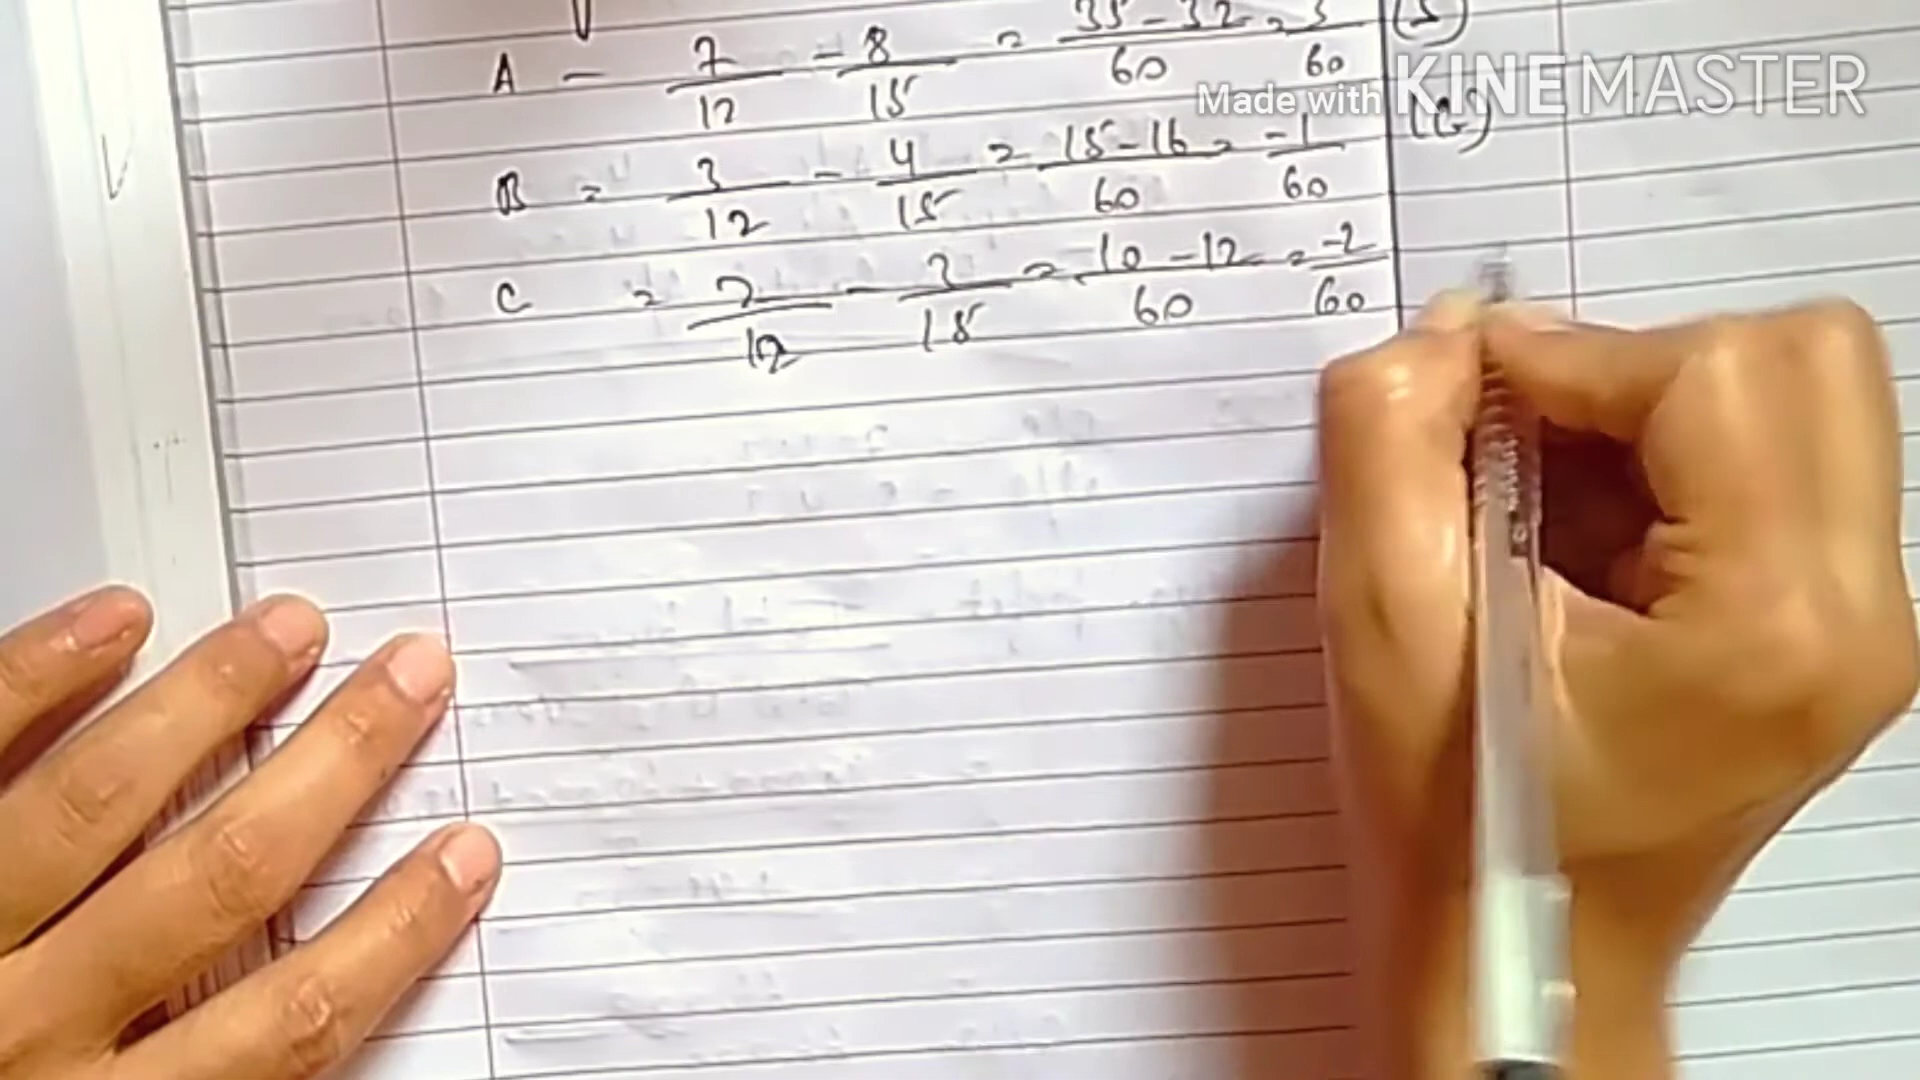 A - 7/12 - 8/15 = 35-32/60 = 3/60 (S)
Made with KINEMASTER
B = 3/12 - 4/15 = 15-16/60 = -1/60 (G)
C = 2/12 - 3/15 = 10-12/60 = -2/60